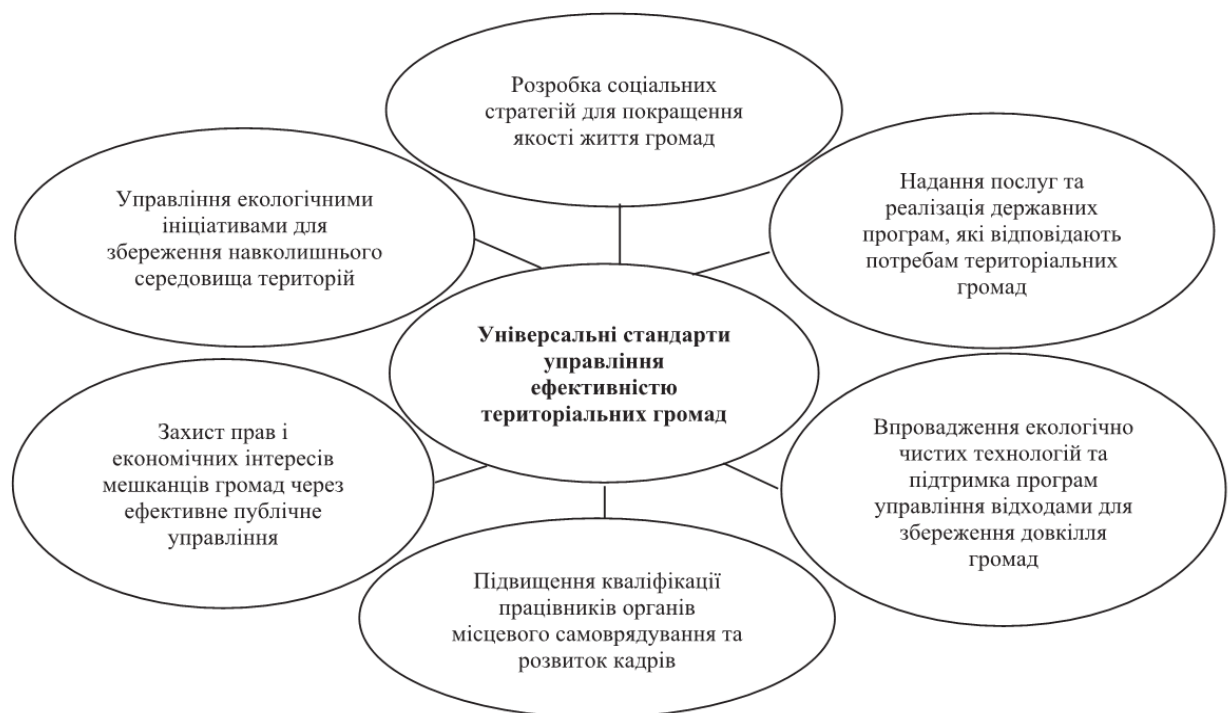 Розробка соціальних
стратегій для покращення
якості життя громад
Управління екологічними
ініціативами для
збереження навколишнього
середовища територій
Надання послуг та
реалізація державних
програм, які відповідають
потребам територіальних
громад
Універсальні стандарти
управління
ефективністю
територіальних громад
Захист прав і
економічних інтересів
мешканців громад через
ефективне публічне
управління
Впровадження екологічно
чистих технологій та
підтримка програм
управління відходами для
збереження довкілля
громад
Підвищення кваліфікації
працівників органів
місцевого самоврядування та
розвиток кадрів